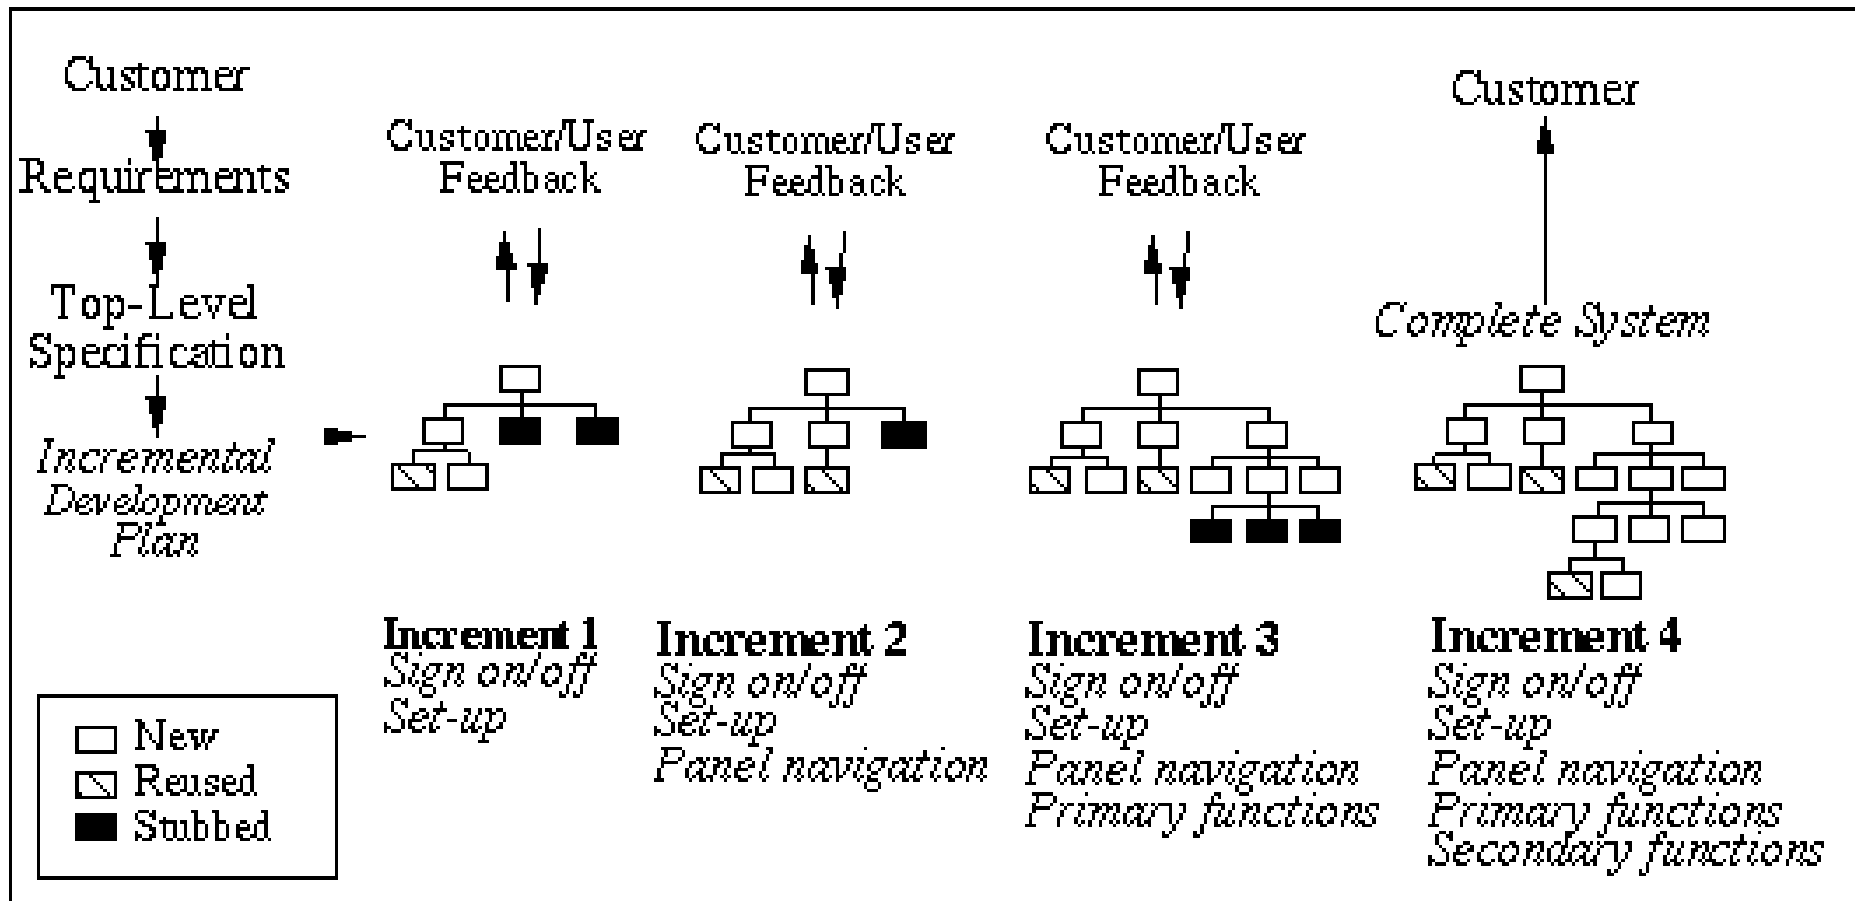 Customer
Requirements
Top-Level
Specification
Incremental
Development
Plan
Customer/User
Feedback
Increment 1
Sign on/off
Set-up
Customer/User
Feedback
Increment 2
Sign on/off
Set-up
Panel navigation
Customer/User
Feedback
Increment 3
Sign on/off
Set-up
Panel navigation
Primary functions
Customer
Complete System
Increment 4
Sign on/off
Set-up
Panel navigation
Primary functions
Secondary functions
New
Reused
Stubbed